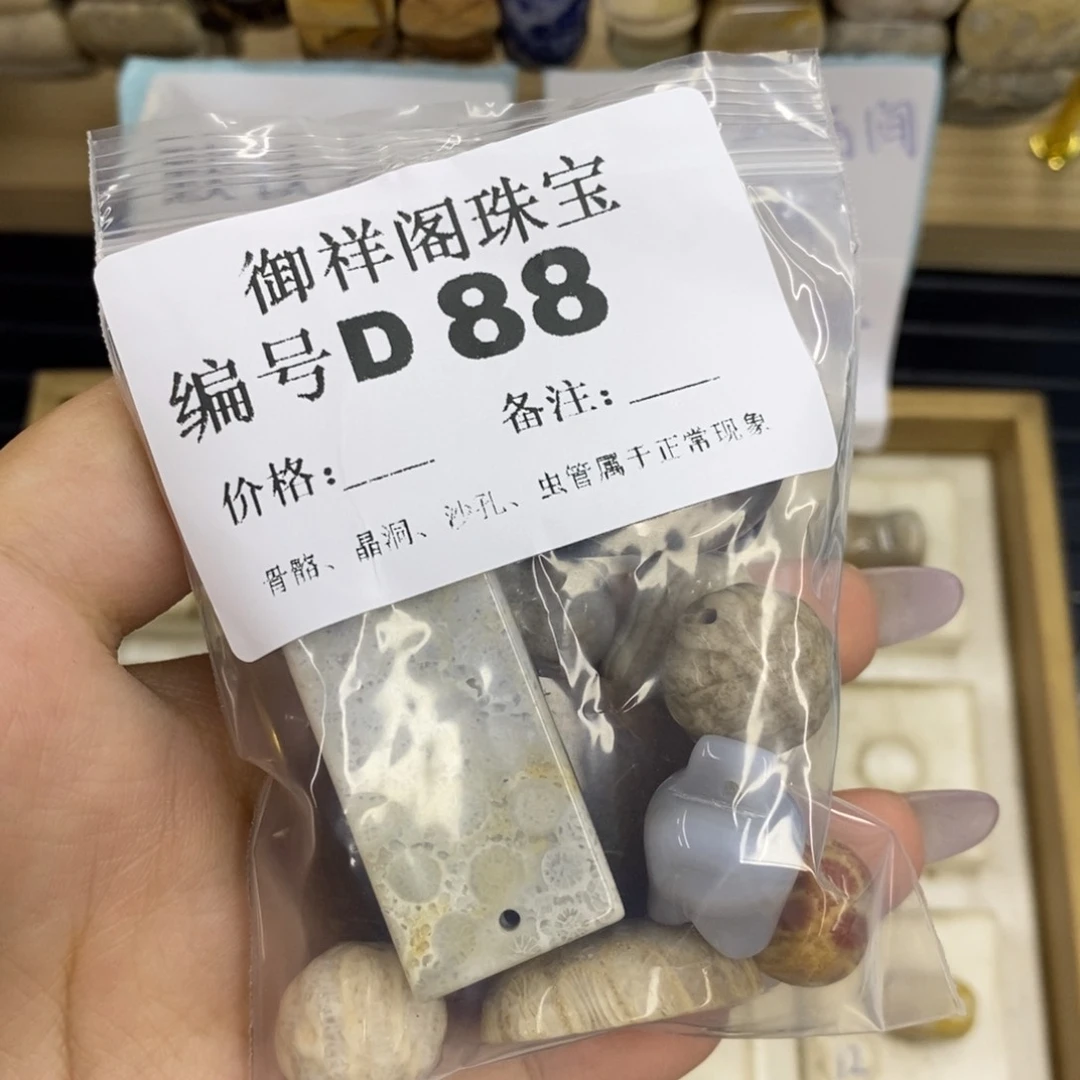 御祥阁珠宝
编号D 88
备注：____
价格：____
骨骼、晶洞、沙孔、虫管属于正常现象